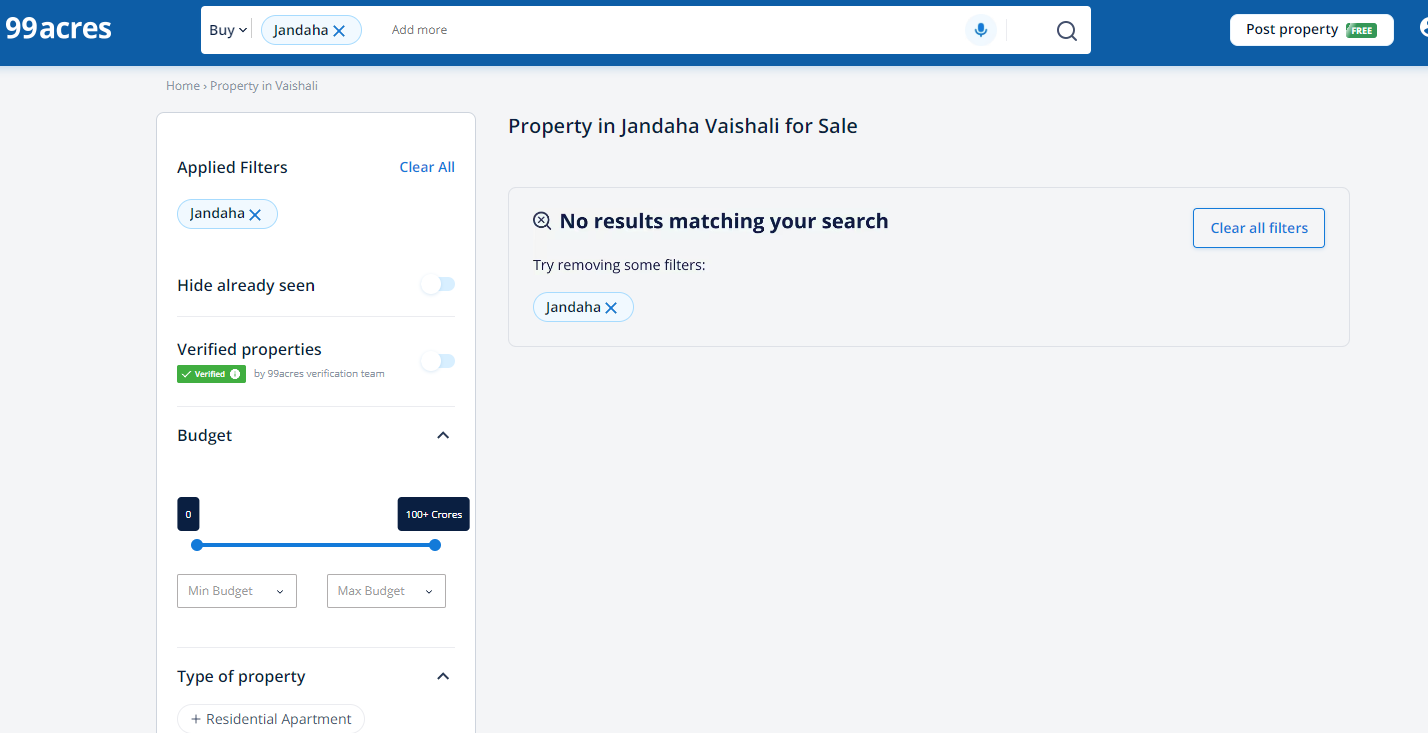 99acres
Buy
Jandaha
Add more
Post property FREE
Home › Property in Vaishali
Applied Filters
Clear All
Jandaha
Hide already seen
Verified properties
Verified
by 99acres verification team
Budget
0
100+ Crores
Min Budget
Max Budget
Type of property
+ Residential Apartment
Property in Jandaha Vaishali for Sale
No results matching your search
Clear all filters
Try removing some filters:
Jandaha